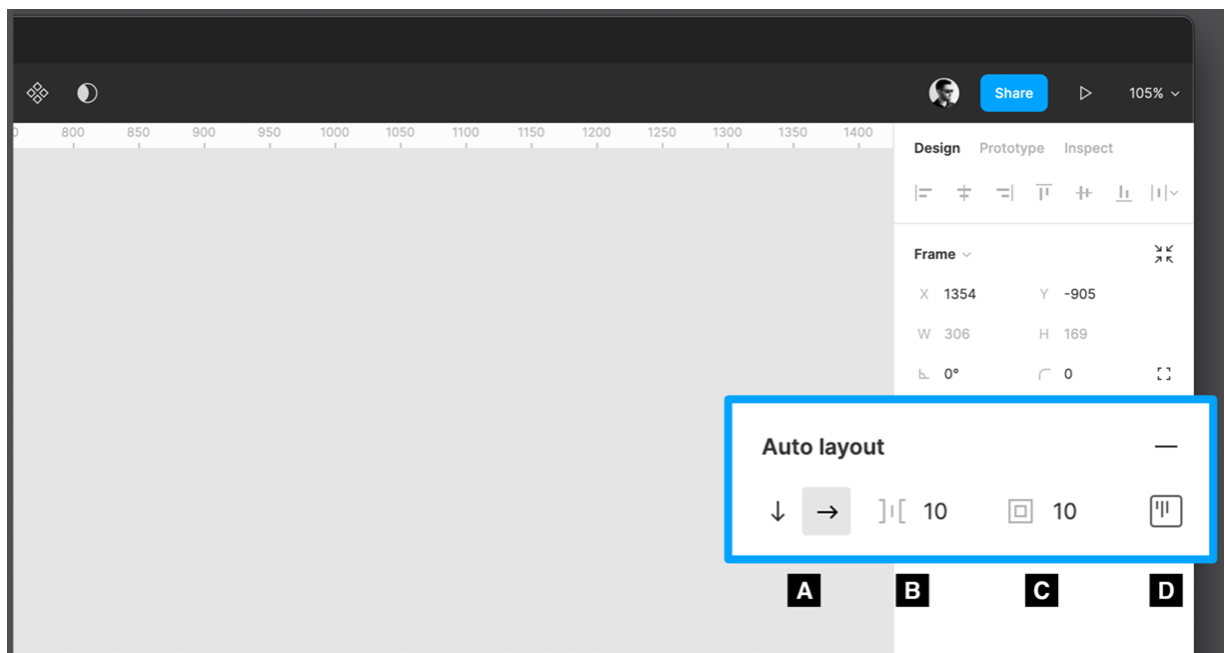 Share 105%
0 800 850 900 950 1000 1050 1100 1150 1200 1250 1300 1350 1400
Design Prototype Inspect
Frame
X 1354 Y -905
W 306 H 169
0° 0
Auto layout
10 10
A B C D